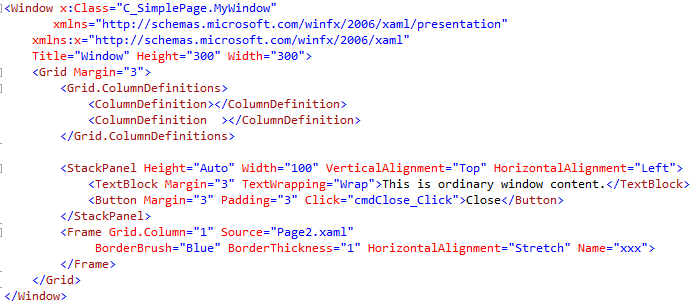 <Window x:Class="C_SimplePage.MyWindow"
xmlns="http://schemas.microsoft.com/winfx/2006/xaml/presentation"
xmlns:x="http://schemas.microsoft.com/winfx/2006/xaml"
Title="Window" Height="300" Width="300">
<Grid Margin="3">
<Grid.ColumnDefinitions>
<ColumnDefinition></ColumnDefinition>
<ColumnDefinition  ></ColumnDefinition>
</Grid.ColumnDefinitions>
<StackPanel Height="Auto" Width="100" VerticalAlignment="Top" HorizontalAlignment="Left">
<TextBlock Margin="3" TextWrapping="Wrap">This is ordinary window content.</TextBlock>
<Button Margin="3" Padding="3" Click="cmdClose_Click">Close</Button>
</StackPanel>
<Frame Grid.Column="1" Source="Page2.xaml"
BorderBrush="Blue" BorderThickness="1" HorizontalAlignment="Stretch" Name="xxx">
</Frame>
</Grid>
</Window>